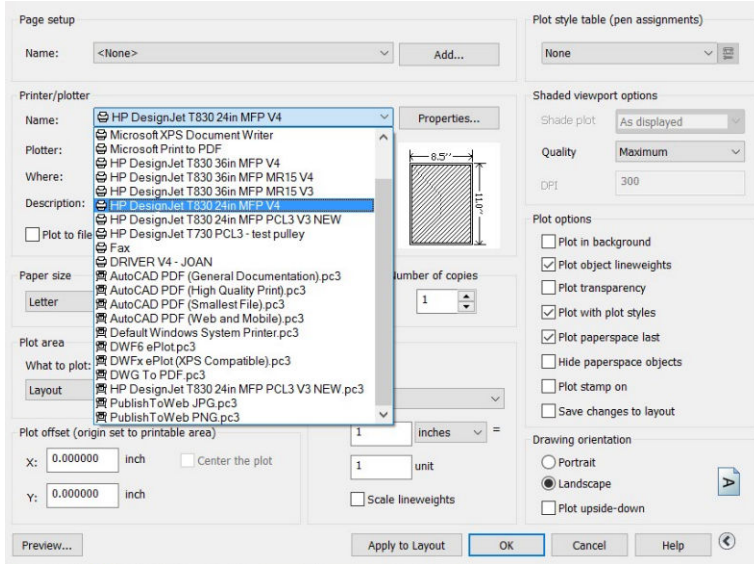 Page setup
Name: <None> Add...
Plot style table (pen assignments)
None
Printer/plotter
Name: HP DesignJet T830 24in MFP V4 Properties...
Plotter:
Where:
Description:
Plot to file
Microsoft XPS Document Writer
Microsoft Print to PDF
HP DesignJet T830 36in MFP V4
HP DesignJet T830 36in MFP MR15 V4
HP DesignJet T830 36in MFP MR15 V3
HP DesignJet T830 24in MFP V4
HP DesignJet T830 24in MFP PCL3 V3 NEW
HP DesignJet T730 PCL3 - test pulley
Fax
DRIVER V4 - JOAN
AutoCAD PDF (General Documentation).pc3
AutoCAD PDF (High Quality Print).pc3
AutoCAD PDF (Smallest File).pc3
AutoCAD PDF (Web and Mobile).pc3
Default Windows System Printer.pc3
DWF6 ePlot.pc3
DWFx ePlot (XPS Compatible).pc3
DWG To PDF.pc3
HP DesignJet T830 24in MFP PCL3 V3 NEW.pc3
PublishToWeb JPG.pc3
PublishToWeb PNG.pc3
8.5''
11.0''
Shaded viewport options
Shade plot As displayed
Quality Maximum
DPI 300
Paper size
Letter
Number of copies
1
Plot area
What to plot:
Layout
Plot offset (origin set to printable area)
X: 0.000000 inch Center the plot
Y: 0.000000 inch
1 inches =
1 unit
Scale lineweights
Plot options
Plot in background
Plot object lineweights
Plot transparency
Plot with plot styles
Plot paperspace last
Hide paperspace objects
Plot stamp on
Save changes to layout
Drawing orientation
Portrait
Landscape
Plot upside-down
A
Preview... Apply to Layout OK Cancel Help